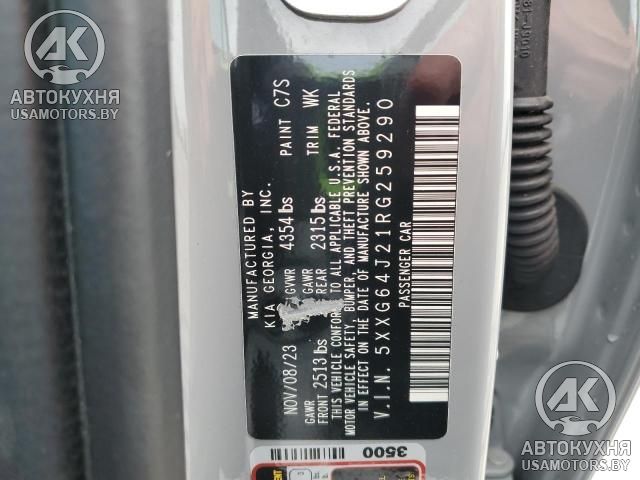 AK
АВТОКУХНЯ
USAMOTORS.BY
MANUFACTURED BY
KIA GEORGIA, INC.
NOV/08/23 GVWR 4354 lbs PAINT C7S
GAWR FRONT 2513 lbs GAWR REAR 2315 lbs TRIM WK
THIS VEHICLE CONFORMS TO ALL APPLICABLE U.S.A. FEDERAL
MOTOR VEHICLE SAFETY, BUMPER, AND THEFT PREVENTION STANDARDS
IN EFFECT ON THE DATE OF MANUFACTURE SHOWN ABOVE.
V.I.N. 5XXG64J21RG259290
PASSENGER CAR
3500
AK
АВТОКУХНЯ
USAMOTORS.BY